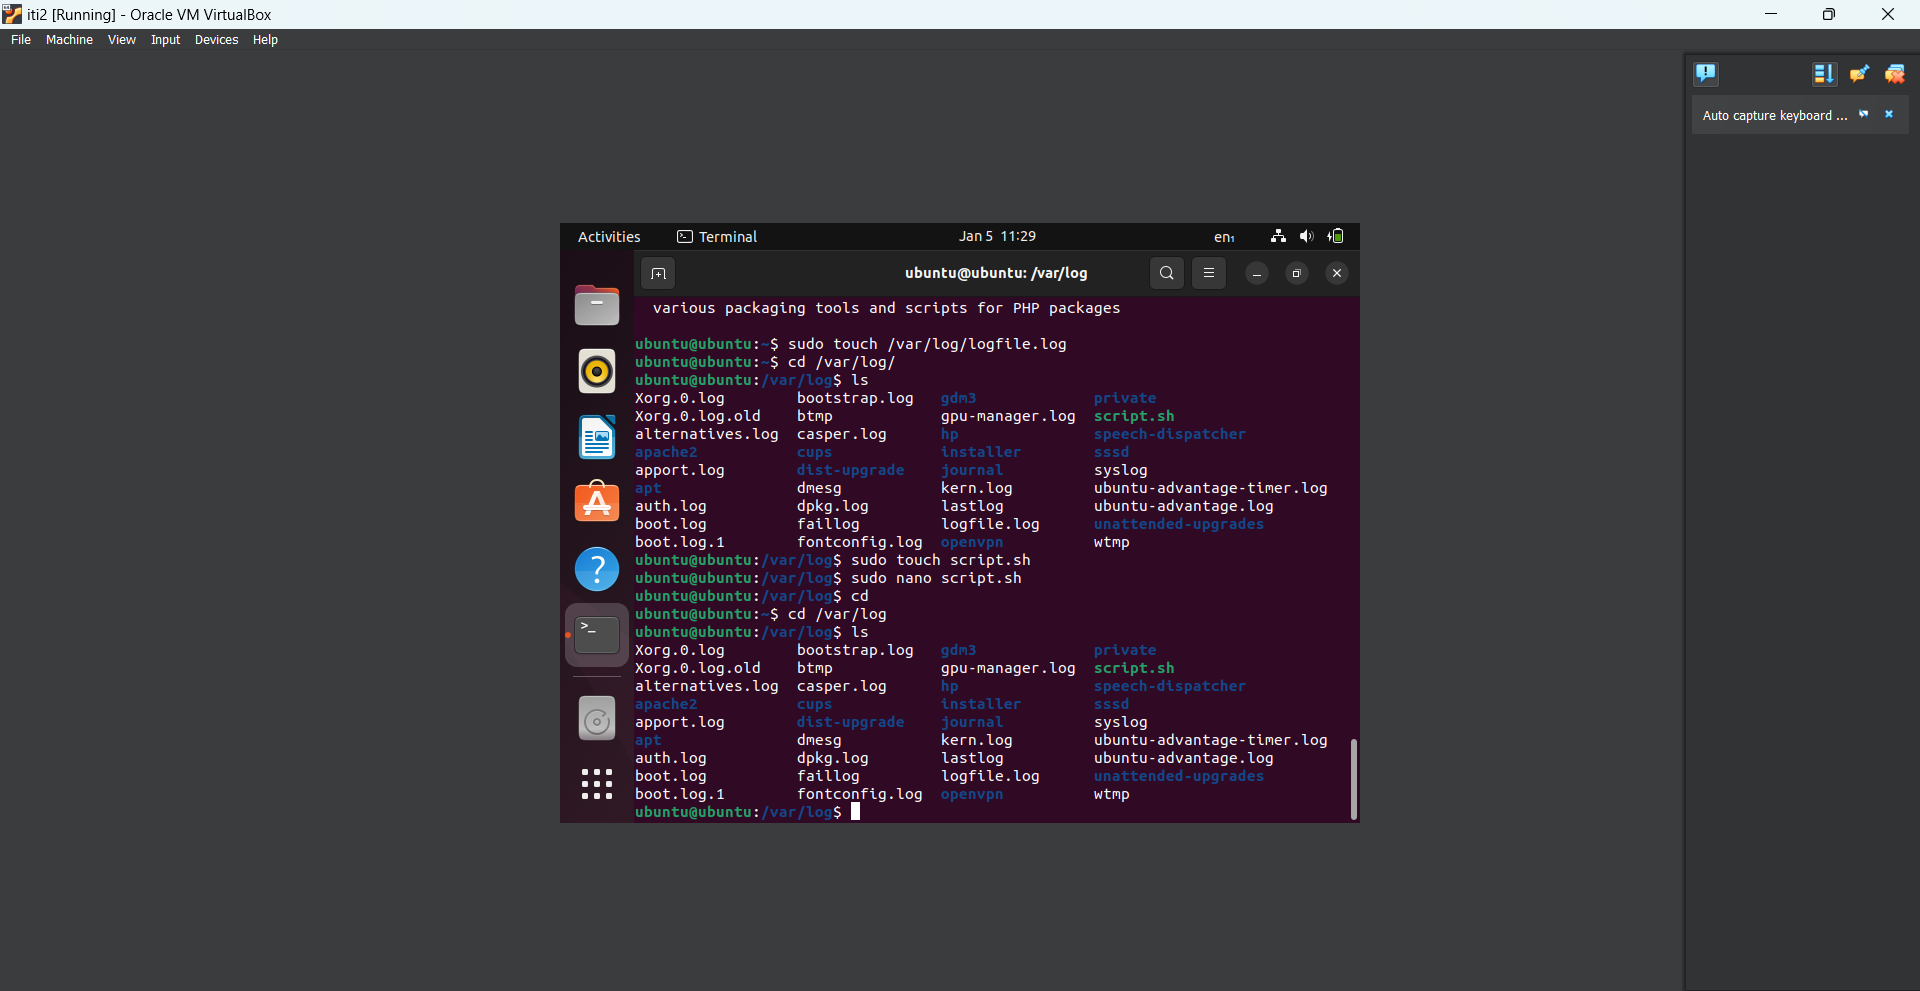 iti2 [Running] - Oracle VM VirtualBox
File Machine View Input Devices Help
Auto capture keyboard ...
Activities Terminal Jan 5 11:29 en₁
ubuntu@ubuntu: /var/log
various packaging tools and scripts for PHP packages
ubuntu@ubuntu:~$ sudo touch /var/log/logfile.log
ubuntu@ubuntu:~$ cd /var/log/
ubuntu@ubuntu:/var/log$ ls
Xorg.0.log bootstrap.log gdm3 private
Xorg.0.log.old btmp gpu-manager.log script.sh
alternatives.log casper.log hp speech-dispatcher
apache2 cups installer sssd
apport.log dist-upgrade journal syslog
apt dmesg kern.log ubuntu-advantage-timer.log
auth.log dpkg.log lastlog ubuntu-advantage.log
boot.log faillog logfile.log unattended-upgrades
boot.log.1 fontconfig.log openvpn wtmp
ubuntu@ubuntu:/var/log$ sudo touch script.sh
ubuntu@ubuntu:/var/log$ sudo nano script.sh
ubuntu@ubuntu:/var/log$ cd
ubuntu@ubuntu:~$ cd /var/log
ubuntu@ubuntu:/var/log$ ls
Xorg.0.log bootstrap.log gdm3 private
Xorg.0.log.old btmp gpu-manager.log script.sh
alternatives.log casper.log hp speech-dispatcher
apache2 cups installer sssd
apport.log dist-upgrade journal syslog
apt dmesg kern.log ubuntu-advantage-timer.log
auth.log dpkg.log lastlog ubuntu-advantage.log
boot.log faillog logfile.log unattended-upgrades
boot.log.1 fontconfig.log openvpn wtmp
ubuntu@ubuntu:/var/log$